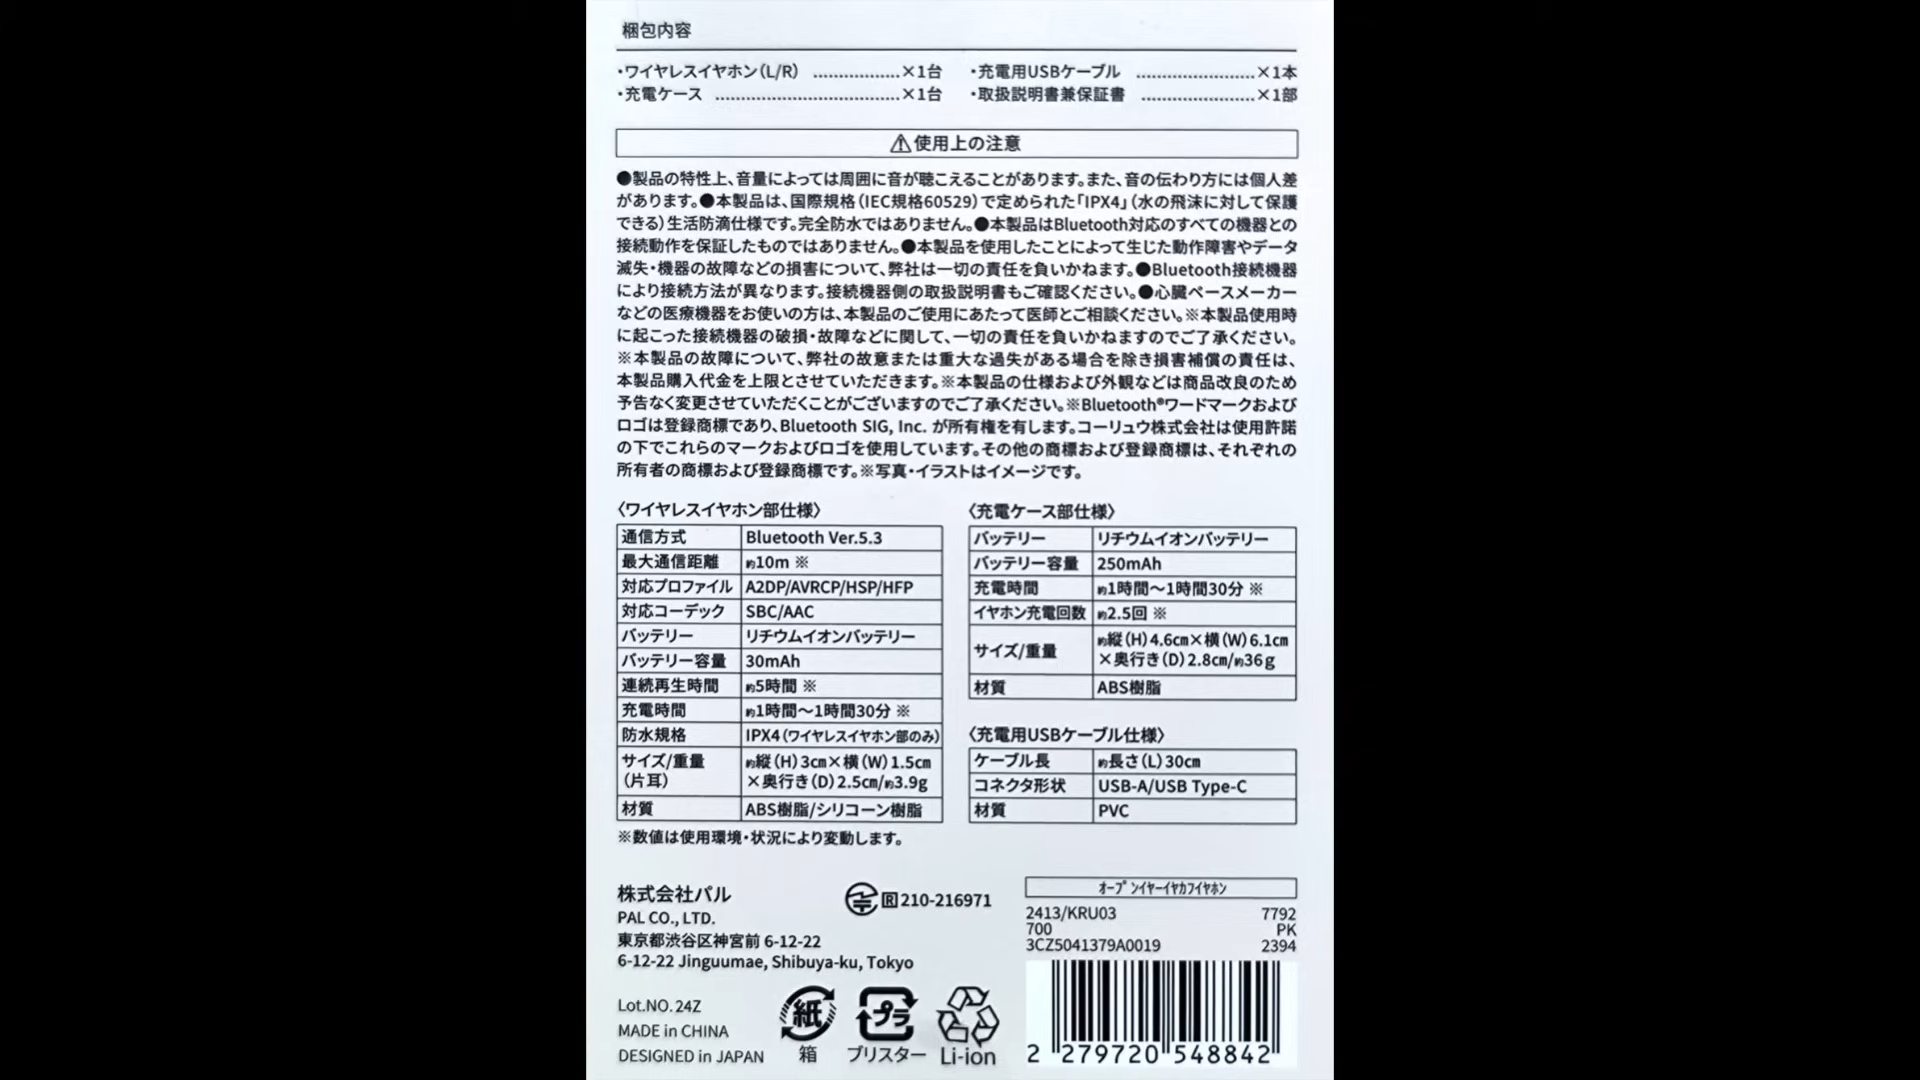 梱包内容
・ワイヤレスイヤホン(L/R) ..................×1台
・充電ケース ......................................×1台
・充電用USBケーブル ........................×1本
・取扱説明書兼保証書 .......................×1部
⚠使用上の注意
●製品の特性上、音量によっては周囲に音が聴こえることがあります。また、音の伝わり方には個人差
があります。●本製品は、国際規格(IEC規格60529)で定められた「IPX4」(水の飛沫に対して保護
できる)生活防滴仕様です。完全防水ではありません。●本製品はBluetooth対応のすべての機器との
接続動作を保証したものではありません。●本製品を使用したことによって生じた動作障害やデータ
滅失・機器の故障などの損害について、弊社は一切の責任を負いかねます。●Bluetooth接続機器
により接続方法が異なります。接続機器側の取扱説明書もご確認ください。●心臓ペースメーカー
などの医療機器をお使いの方は、本製品のご使用にあたって医師とご相談ください。※本製品使用時
に起こった接続機器の破損・故障などに関して、一切の責任を負いかねますのでご了承ください。
※本製品の故障について、弊社の故意または重大な過失がある場合を除き損害補償の責任は、
本製品購入代金を上限とさせていただきます。※本製品の仕様および外観などは商品改良のため
予告なく変更させていただくことがございますのでご了承ください。※Bluetooth®ワードマークおよび
ロゴは登録商標であり、Bluetooth SIG, Inc. が所有権を有します。コーリュウ株式会社は使用許諾
の下でこれらのマークおよびロゴを使用しています。その他の商標および登録商標は、それぞれの
所有者の商標および登録商標です。※写真・イラストはイメージです。
〈ワイヤレスイヤホン部仕様〉
通信方式 Bluetooth Ver.5.3
最大通信距離 約10m ※
対応プロファイル A2DP/AVRCP/HSP/HFP
対応コーデック SBC/AAC
バッテリー リチウムイオンバッテリー
バッテリー容量 30mAh
連続再生時間 約5時間 ※
充電時間 約1時間〜1時間30分 ※
防水規格 IPX4(ワイヤレスイヤホン部のみ)
サイズ/重量 約縦(H)3cm×横(W)1.5cm
(片耳) ×奥行き(D)2.5cm/約3.9g
材質 ABS樹脂/シリコーン樹脂
※数値は使用環境・状況により変動します。
〈充電ケース部仕様〉
バッテリー リチウムイオンバッテリー
バッテリー容量 250mAh
充電時間 約1時間〜1時間30分 ※
イヤホン充電回数 約2.5回 ※
サイズ/重量 約縦(H)4.6cm×横(W)6.1cm
×奥行き(D)2.8cm/約36g
材質 ABS樹脂
〈充電用USBケーブル仕様〉
ケーブル長 約長さ(L)30cm
コネクタ形状 USB-A/USB Type-C
材質 PVC
株式会社パル
PAL CO., LTD.
東京都渋谷区神宮前 6-12-22
6-12-22 Jinguumae, Shibuya-ku, Tokyo
R 210-216971
Lot.NO. 24Z
MADE in CHINA
DESIGNED in JAPAN
紙
箱
プラ
ブリスター
Li-ion
ｵｰﾌﾟﾝｲﾔｰｲﾔｶﾌｲﾔﾎﾝ
2413/KRU03 7792
700 PK
3CZ5041379A0019 2394
2 279720 548842